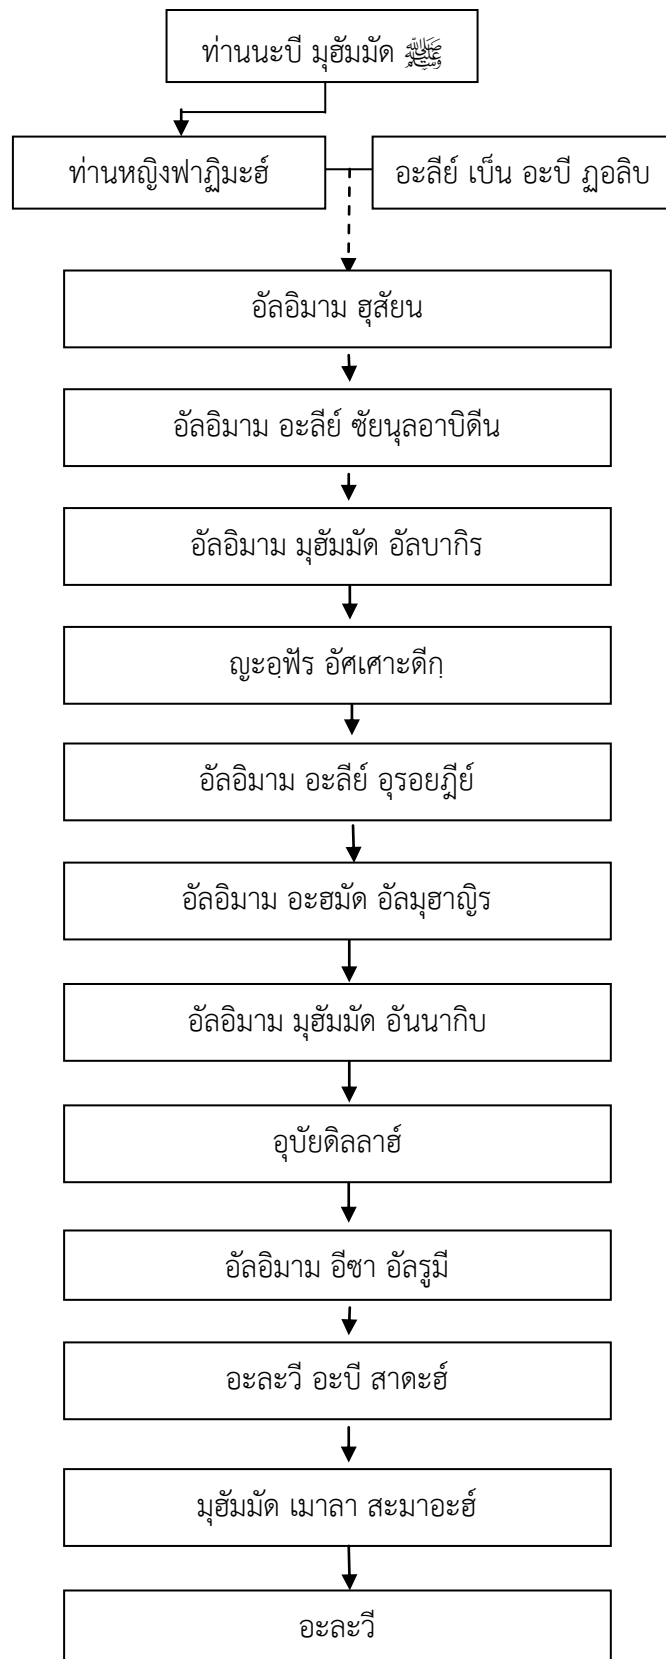 ท่านนะบี มุฮัมมัด ﷺ
ท่านหญิงฟาฏิมะฮ์
อะลีย์ เบ็น อะบี ฏอลิบ
อัลอิมาม ฮุสัยน
อัลอิมาม อะลีย์ ซัยนุลอาบิดีน
อัลอิมาม มุฮัมมัด อัลบากิร
ญะอฺฟัร อัศเศาะดีกฺ
อัลอิมาม อะลีย์ อุรอยฎีย์
อัลอิมาม อะฮมัด อัลมุฮาญิร
อัลอิมาม มุฮัมมัด อันนากิบ
อุบัยดิลลาฮ์
อัลอิมาม อีซา อัลรูมี
อะละวี อะบี สาดะฮ์
มุฮัมมัด เมาลา สะมาอะฮ์
อะละวี